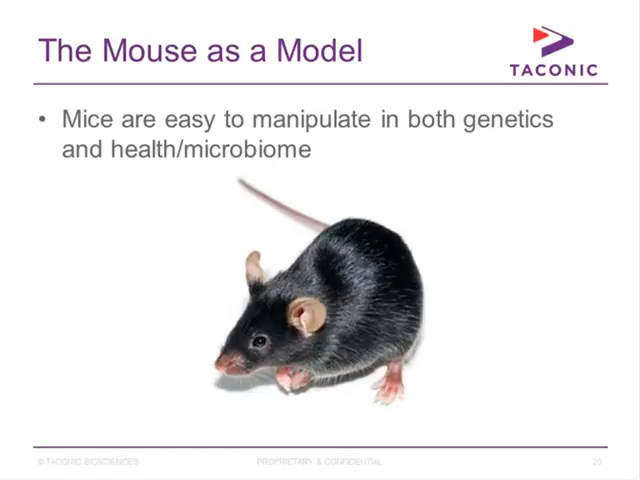 The Mouse as a Model
TACONIC
• Mice are easy to manipulate in both genetics
and health/microbiome
© TACONIC BIOSCIENCES
PROPRIETARY & CONFIDENTIAL